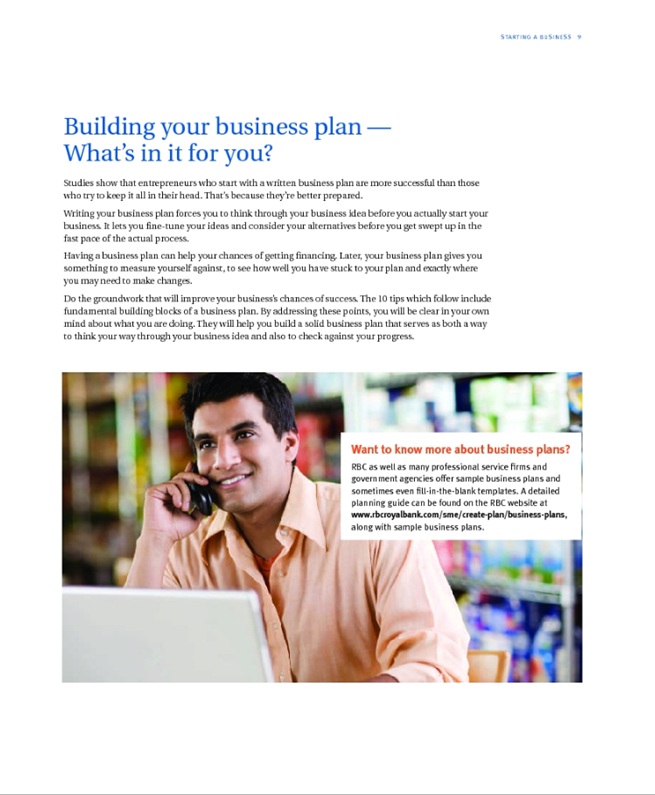 STARTING A BUSINESS 9
Building your business plan —
What's in it for you?
Studies show that entrepreneurs who start with a written business plan are more successful than those
who try to keep it all in their head. That's because they're better prepared.
Writing your business plan forces you to think through your business idea before you actually start your
business. It lets you fine-tune your ideas and consider your alternatives before you get swept up in the
fast pace of the actual process.
Having a business plan can help your chances of getting financing. Later, your business plan gives you
something to measure yourself against, to see how well you have stuck to your plan and exactly where
you may need to make changes.
Do the groundwork that will improve your business's chances of success. The 10 tips which follow include
fundamental building blocks of a business plan. By addressing these points, you will be clear in your own
mind about what you are doing. They will help you build a solid business plan that serves as both a way
to think your way through your business idea and also to check against your progress.
Want to know more about business plans?
RBC as well as many professional service firms and
government agencies offer sample business plans and
sometimes even fill-in-the-blank templates. A detailed
planning guide can be found on the RBC website at
www.rbcroyalbank.com/sme/create-plan/business-plans,
along with sample business plans.